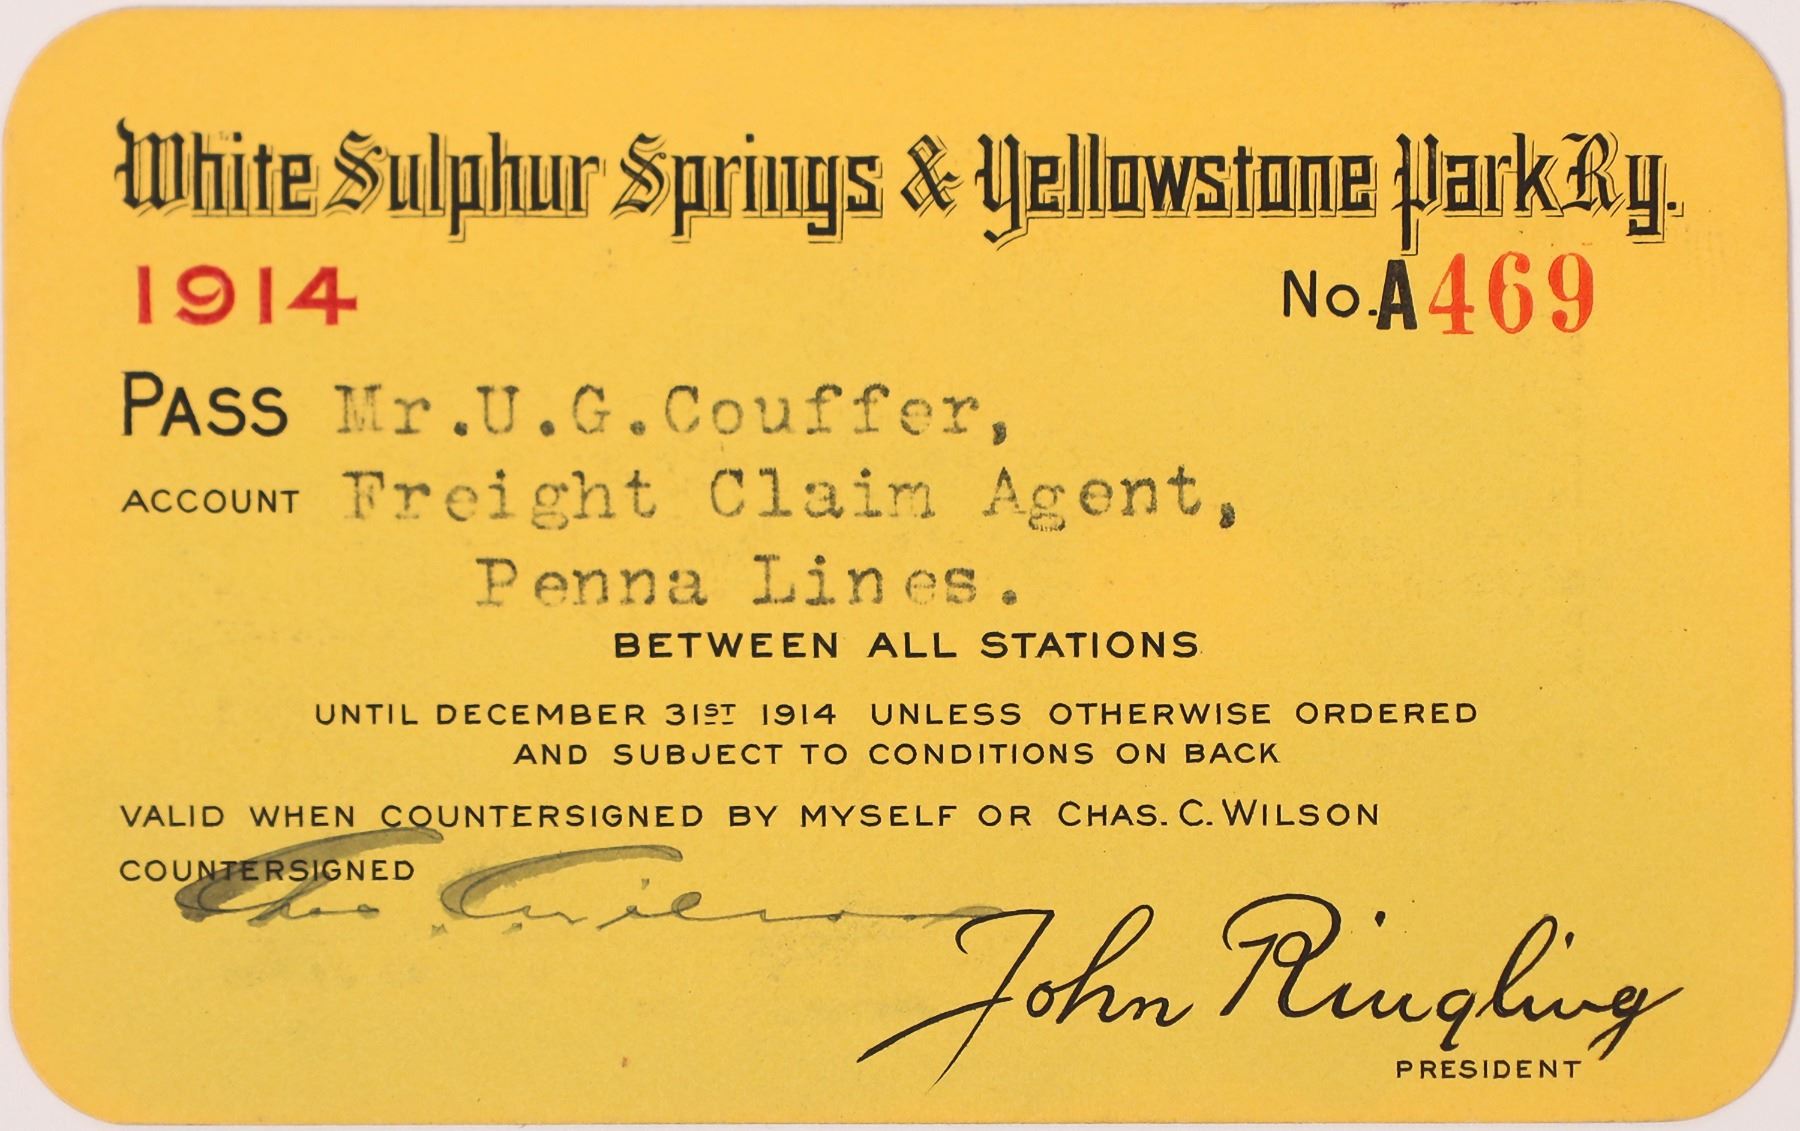 White Sulphur Springs & Yellowstone Park Ry.
1914 No. A469
PASS Mr. U. G. Couffer,
ACCOUNT Freight Claim Agent,
Penna Lines.
BETWEEN ALL STATIONS
UNTIL DECEMBER 31ST 1914 UNLESS OTHERWISE ORDERED
AND SUBJECT TO CONDITIONS ON BACK
VALID WHEN COUNTERSIGNED BY MYSELF OR CHAS. C. WILSON
COUNTERSIGNED
Chas. C. Wilson
John Ringling
PRESIDENT